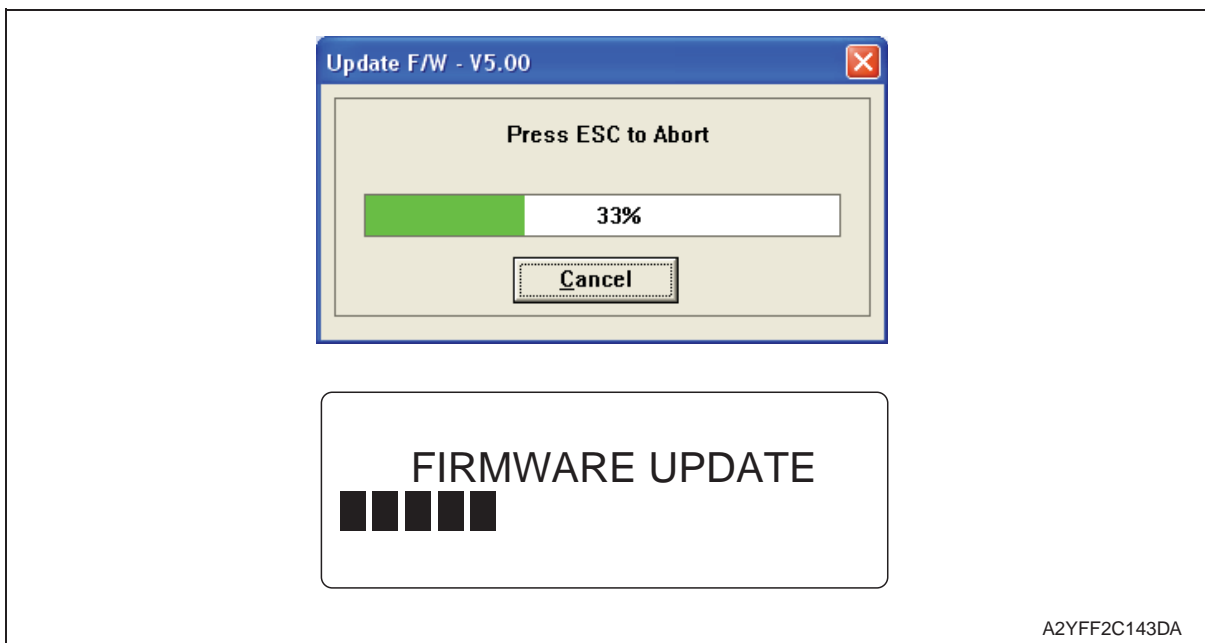 Update F/W - V5.00
Press ESC to Abort
33%
Cancel
FIRMWARE UPDATE
A2YFF2C143DA